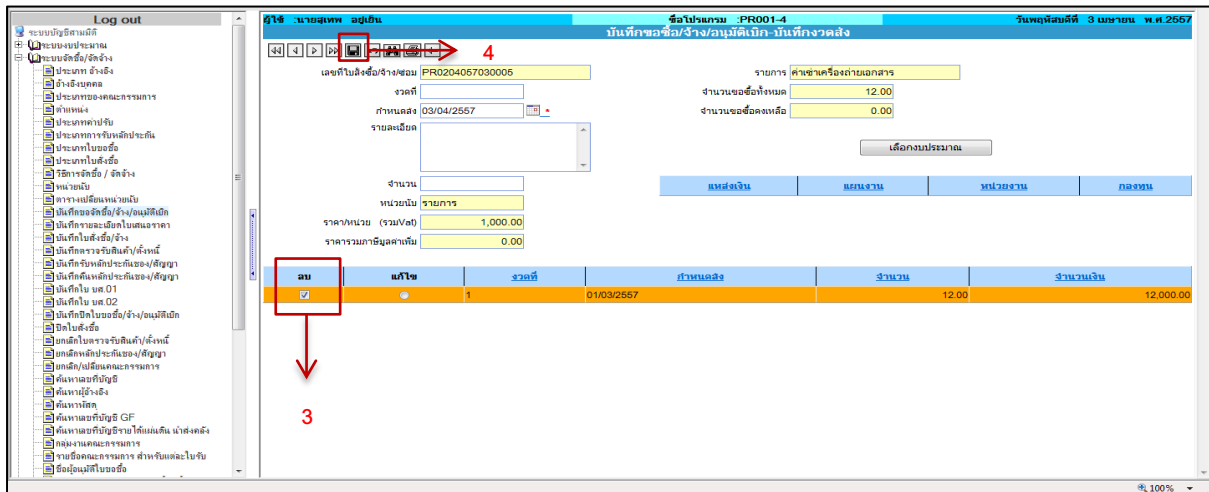 Log out
ระบบบัญชีสามมิติ
ระบบงบประมาณ
ระบบจัดซื้อ/จัดจ้าง
ประเภท อ้างอิง
อ้างอิงบุคคล
ประเภทของคณะกรรมการ
ตำแหน่ง
ประเภทค่าปรับ
ประเภทการรับหลักประกัน
ประเภทใบขอซื้อ
ประเภทใบสั่งซื้อ
วิธีการจัดซื้อ / จัดจ้าง
หน่วยนับ
ตารางเปลี่ยนหน่วยนับ
บันทึกขอจัดซื้อ/จ้าง/อนุมัติเบิก
บันทึกรายละเอียดใบเสนอราคา
บันทึกใบสั่งซื้อ/จ้าง
บันทึกตรวจรับสินค้า/ตั้งหนี้
บันทึกรับหลักประกันซอง/สัญญา
บันทึกคืนหลักประกันซอง/สัญญา
บันทึกใบ บศ.01
บันทึกใบ บศ.02
บันทึกปิดใบขอซื้อ/จ้าง/อนุมัติเบิก
ปิดใบสั่งซื้อ
ยกเลิกใบตรวจรับสินค้า/ตั้งหนี้
ยกเลิกหลักประกันซอง/สัญญา
ยกเลิก/เปลี่ยนคณะกรรมการ
ค้นหาเลขที่บัญชี
ค้นหาผู้อ้างอิง
ค้นหาพัสดุ
ค้นหาเลขที่บัญชี GF
ค้นหาเลขที่บัญชีรายได้แผ่นดิน นำส่งคลัง
กลุ่มงานคณะกรรมการ
รายชื่อคณะกรรมการ สำหรับแต่ละใบรับ
ชื่อผู้อนุมัติใบขอซื้อ
ผู้ใช้ :นายสุเทพ อยู่เย็น ชื่อโปรแกรม :PR001-4 วันพฤหัสบดีที่ 3 เมษายน พ.ศ.2557
บันทึกขอซื้อ/จ้าง/อนุมัติเบิก-บันทึกงวดส่ง
4
เลขที่ใบสั่งซื้อ/จ้าง/ซ่อม PR0204057030005 รายการ ค่าเช่าเครื่องถ่ายเอกสาร
งวดที่ จำนวนขอซื้อทั้งหมด 12.00
กำหนดส่ง 03/04/2557 * จำนวนขอซื้อคงเหลือ 0.00
รายละเอียด
เลือกงบประมาณ
จำนวน แหล่งเงิน แผนงาน หน่วยงาน กองทุน
หน่วยนับ รายการ
ราคา/หน่วย (รวมVat) 1,000.00
ราคารวมภาษีมูลค่าเพิ่ม 0.00
ลบ แก้ไข งวดที่ กำหนดส่ง จำนวน จำนวนเงิน
1 01/03/2557 12.00 12,000.00
3
100%